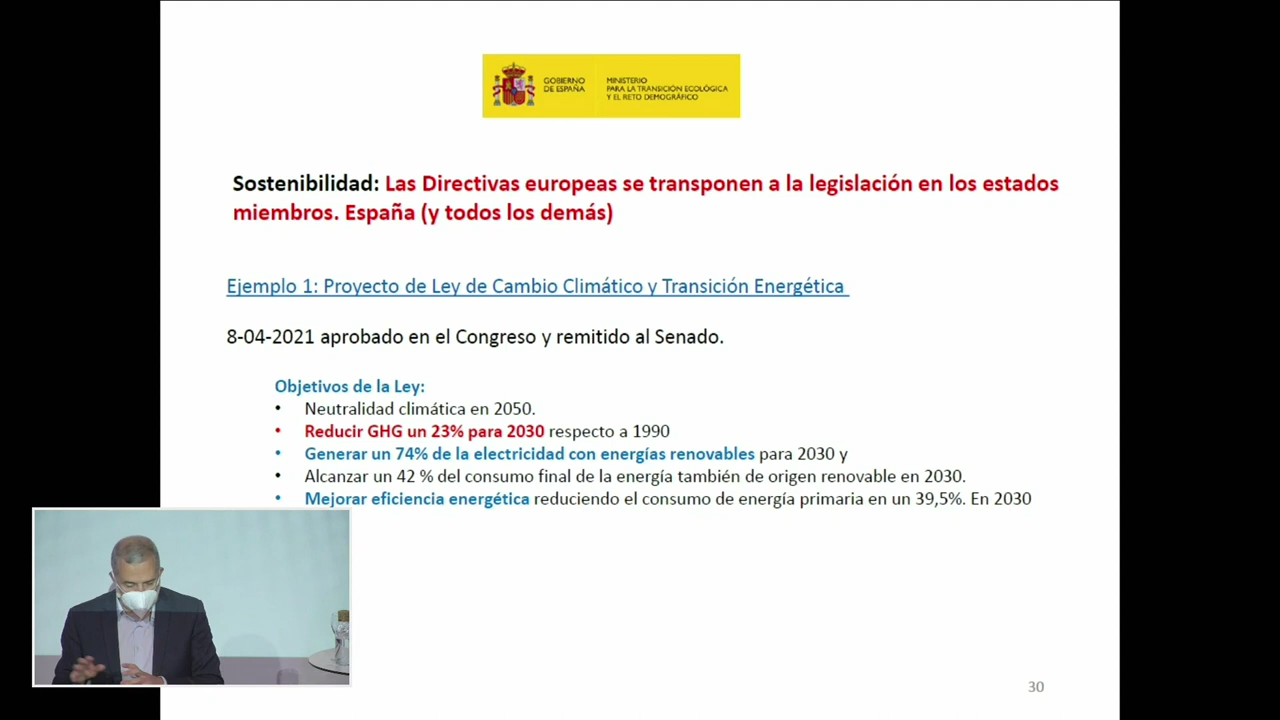 GOBIERNO
DE ESPAÑA
MINISTERIO
PARA LA TRANSICIÓN ECOLÓGICA
Y EL RETO DEMOGRÁFICO
Sostenibilidad: Las Directivas europeas se transponen a la legislación en los estados
miembros. España (y todos los demás)
Ejemplo 1: Proyecto de Ley de Cambio Climático y Transición Energética
8-04-2021 aprobado en el Congreso y remitido al Senado.
Objetivos de la Ley:
• Neutralidad climática en 2050.
• Reducir GHG un 23% para 2030 respecto a 1990
• Generar un 74% de la electricidad con energías renovables para 2030 y
• Alcanzar un 42 % del consumo final de la energía también de origen renovable en 2030.
• Mejorar eficiencia energética reduciendo el consumo de energía primaria en un 39,5%. En 2030
30